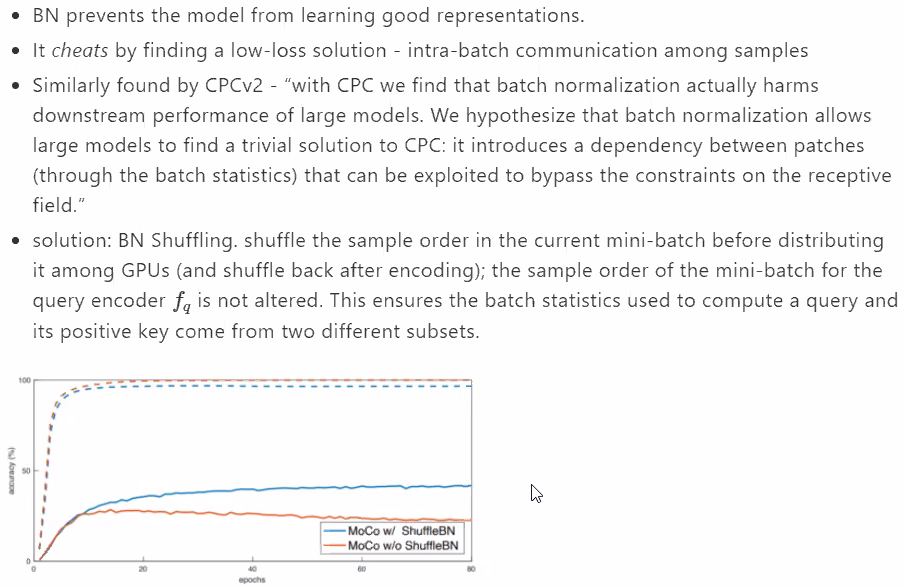 • BN prevents the model from learning good representations.
• It cheats by finding a low-loss solution - intra-batch communication among samples
• Similarly found by CPCv2 - “with CPC we find that batch normalization actually harms
downstream performance of large models. We hypothesize that batch normalization allows
large models to find a trivial solution to CPC: it introduces a dependency between patches
(through the batch statistics) that can be exploited to bypass the constraints on the receptive
field.”
• solution: BN Shuffling. shuffle the sample order in the current mini-batch before distributing
it among GPUs (and shuffle back after encoding); the sample order of the mini-batch for the
query encoder f_q is not altered. This ensures the batch statistics used to compute a query and
its positive key come from two different subsets.
100
50
0
accuracy (%)
MoCo w/ ShuffleBN
MoCo w/o ShuffleBN
0 20 40 60 80
epochs